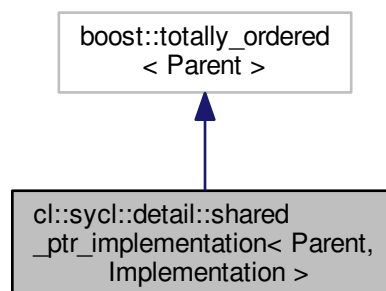 boost::totally_ordered
< Parent >
cl::sycl::detail::shared
_ptr_implementation< Parent,
Implementation >